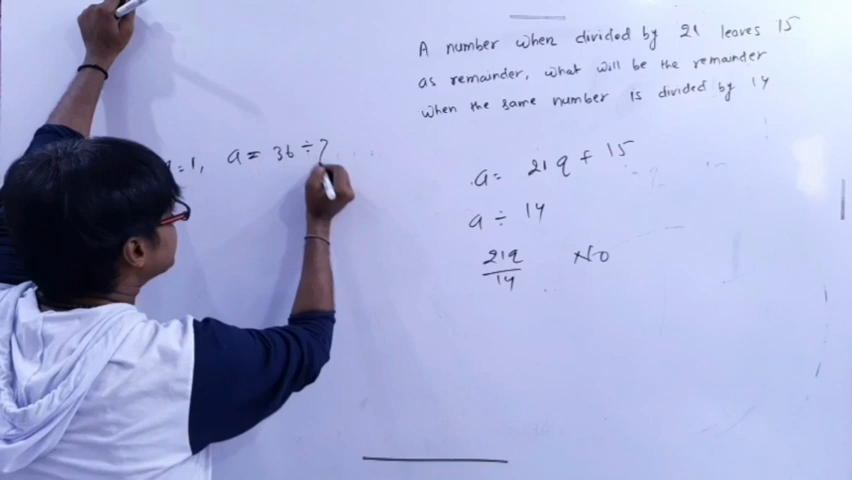 A number when divided by 21 leaves 15
as remainder, what will be the remainder
when the same number is divided by 14
a = 21q + 15
a ÷ 14
21q
14
No
= 1, a = 36 ÷ 2